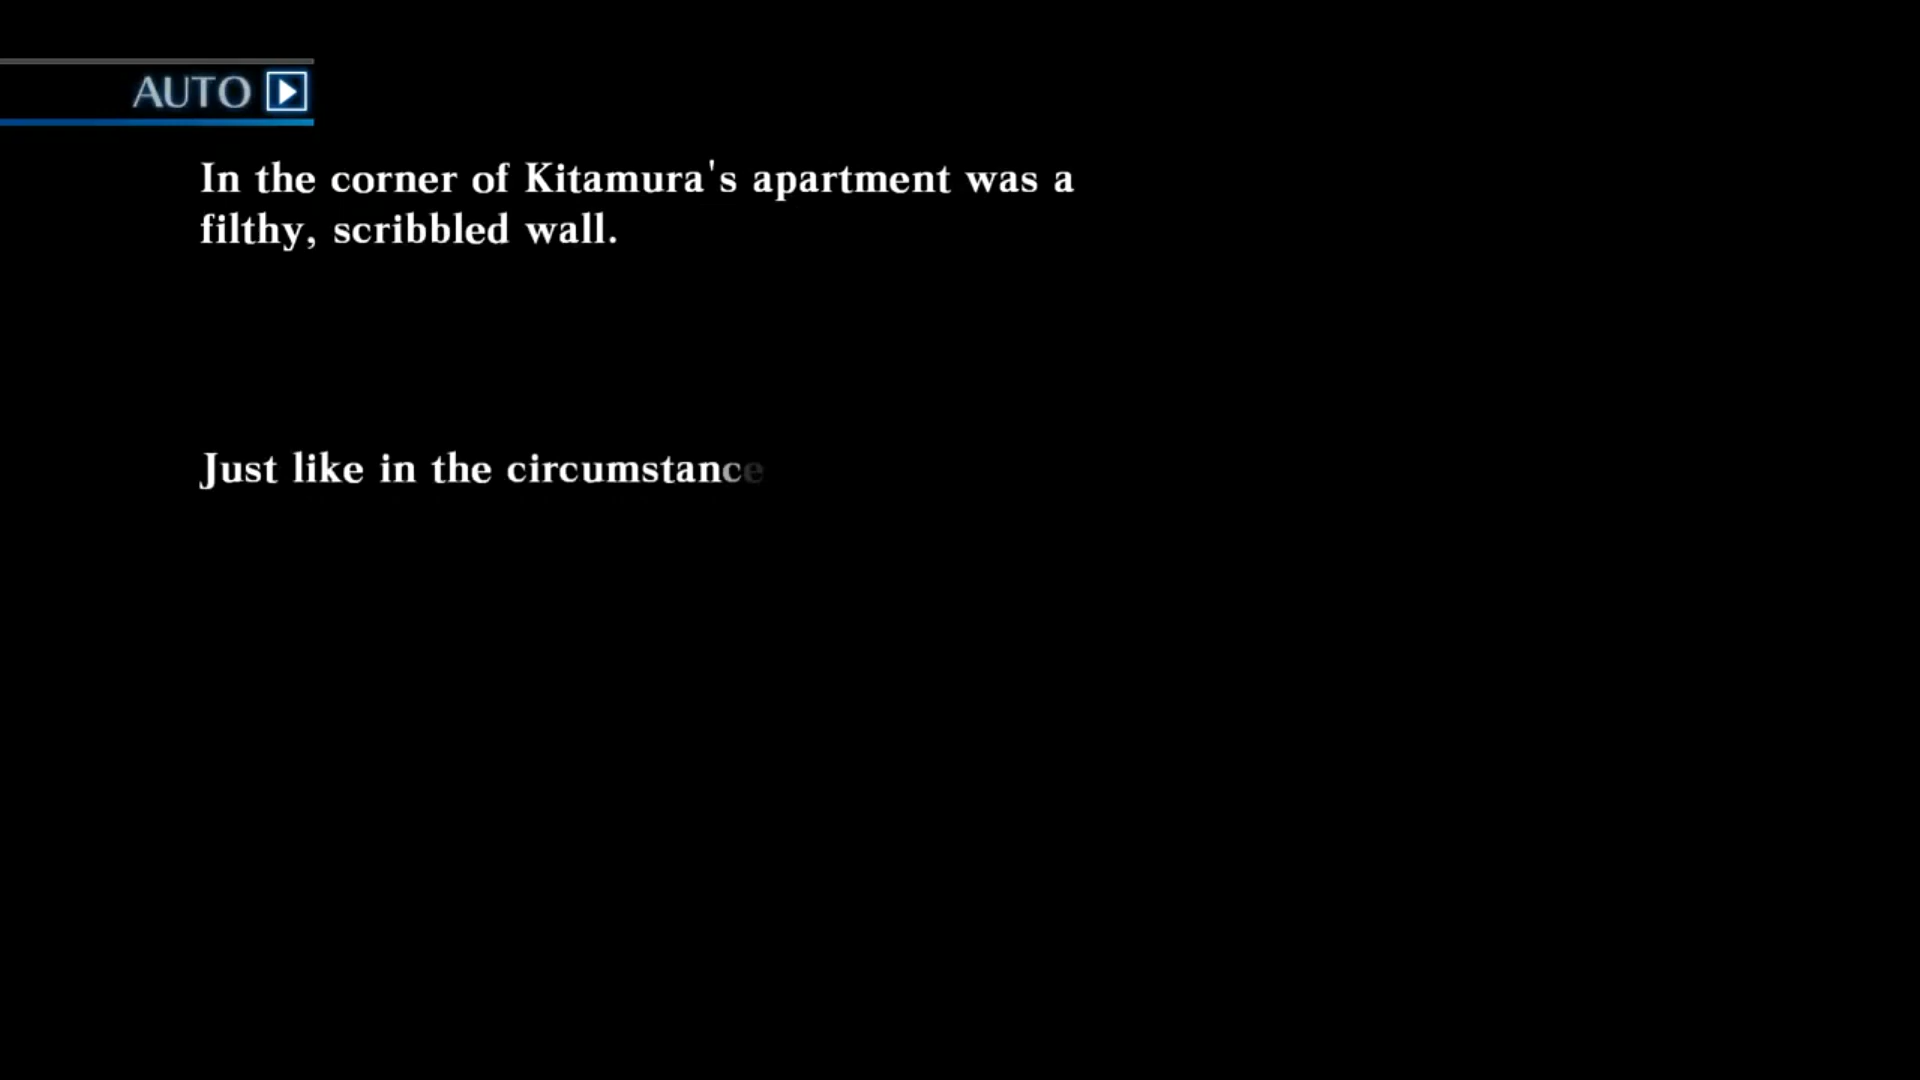 AUTO
In the corner of Kitamura's apartment was a
filthy, scribbled wall.
Just like in the circumstance